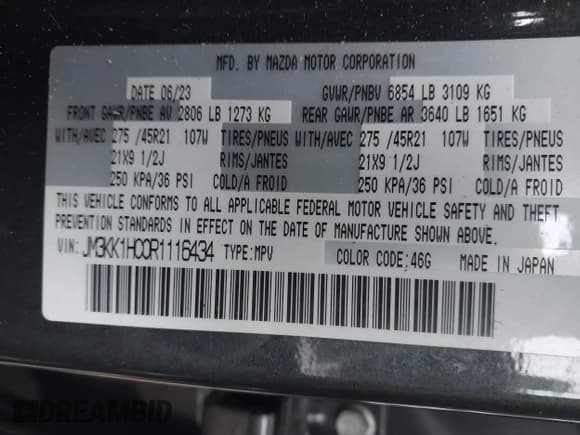 MFD. BY MAZDA MOTOR CORPORATION
DATE 06/23 GVWR/PNBV 6854 LB 3109 KG
FRONT GAWR/PNBE AV 2806 LB 1273 KG REAR GAWR/PNBE AR 3640 LB 1651 KG
WITH/AVEC 275 /45R21 107W TIRES/PNEUS WITH/AVEC 275 /45R21 107W TIRES/PNEUS
21X9 1/2J RIMS/JANTES 21X9 1/2J RIMS/JANTES
250 KPA/36 PSI COLD/A FROID 250 KPA/36 PSI COLD/A FROID
THIS VEHICLE CONFORMS TO ALL APPLICABLE FEDERAL MOTOR VEHICLE SAFETY AND THEFT
PREVENTION STANDARDS IN EFFECT ON THE DATE OF MANUFACTURE SHOWN ABOVE.
VIN: JM3KK1HC0R1116434 TYPE:MPV COLOR CODE:46G MADE IN JAPAN
DREAMBID